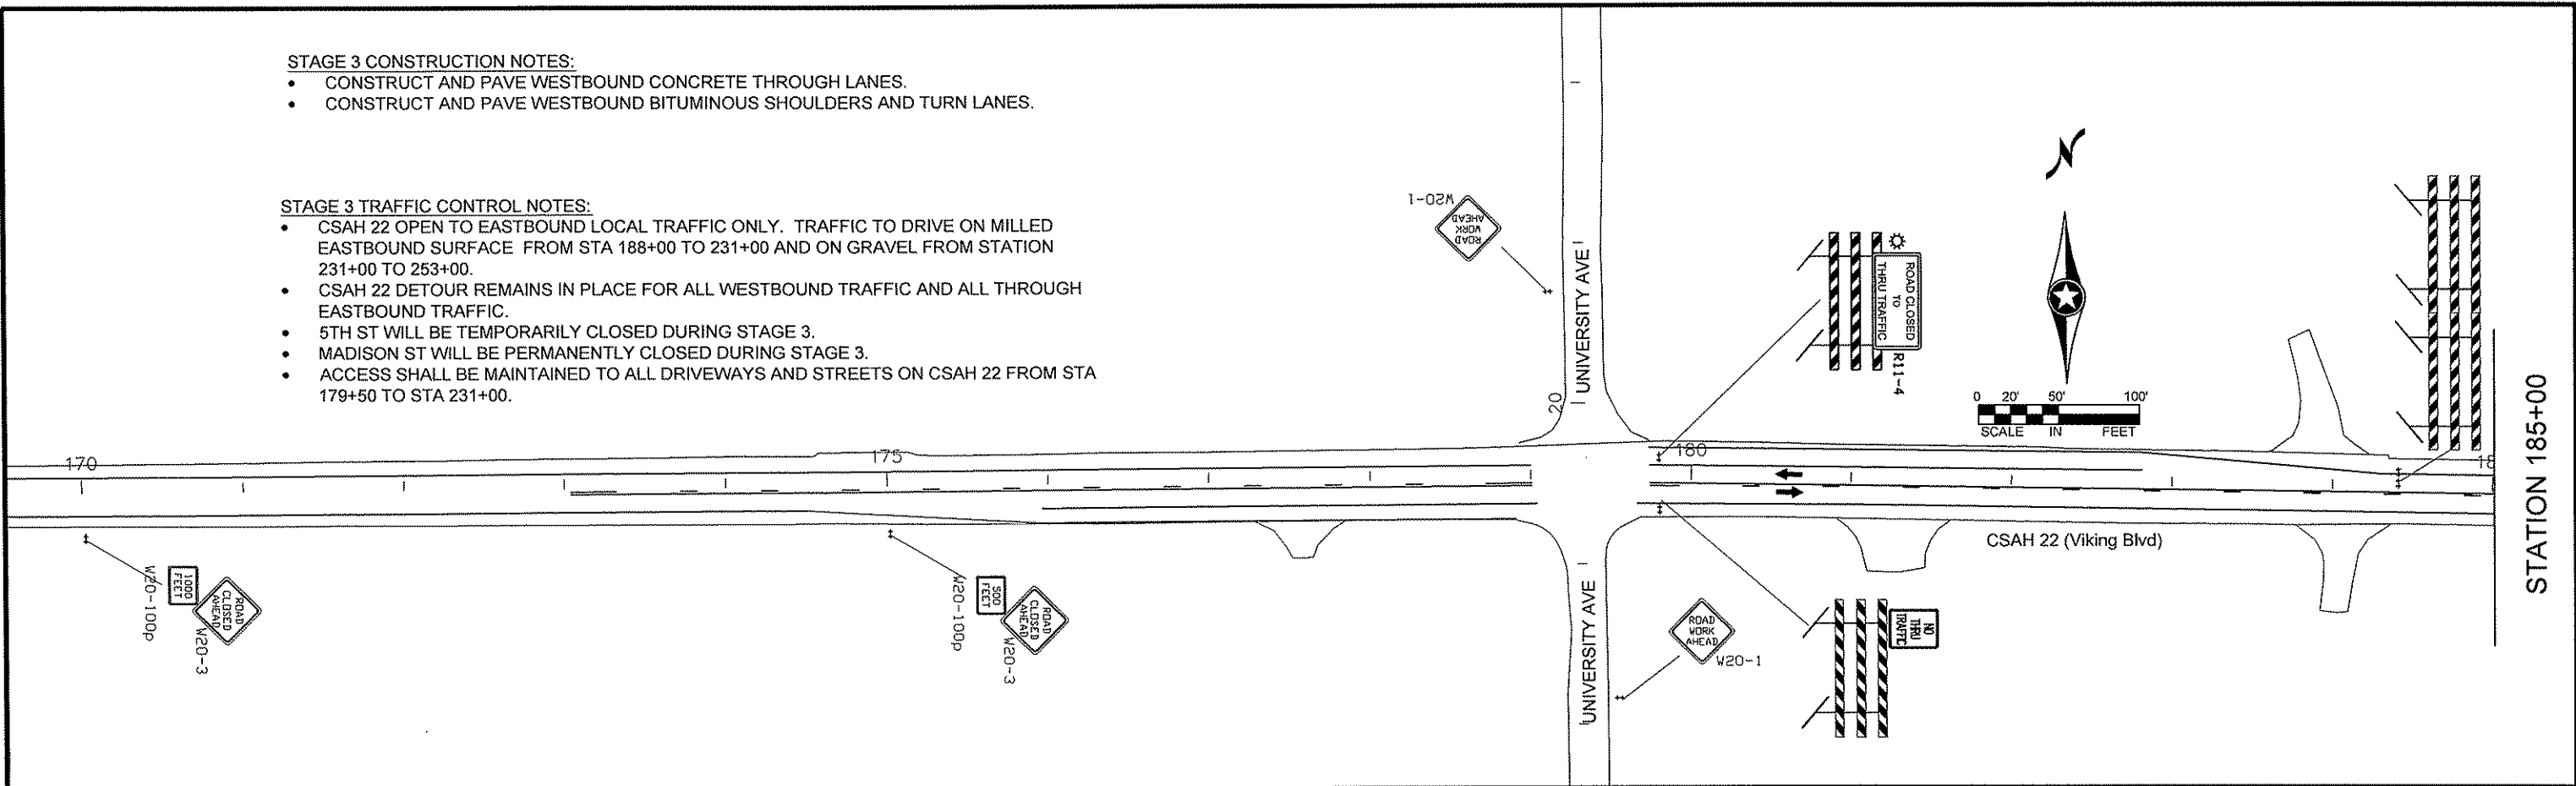 STAGE 3 CONSTRUCTION NOTES:
• CONSTRUCT AND PAVE WESTBOUND CONCRETE THROUGH LANES.
• CONSTRUCT AND PAVE WESTBOUND BITUMINOUS SHOULDERS AND TURN LANES.
STAGE 3 TRAFFIC CONTROL NOTES:
• CSAH 22 OPEN TO EASTBOUND LOCAL TRAFFIC ONLY. TRAFFIC TO DRIVE ON MILLED
EASTBOUND SURFACE FROM STA 188+00 TO 231+00 AND ON GRAVEL FROM STATION
231+00 TO 253+00.
• CSAH 22 DETOUR REMAINS IN PLACE FOR ALL WESTBOUND TRAFFIC AND ALL THROUGH
EASTBOUND TRAFFIC.
• 5TH ST WILL BE TEMPORARILY CLOSED DURING STAGE 3.
• MADISON ST WILL BE PERMANENTLY CLOSED DURING STAGE 3.
• ACCESS SHALL BE MAINTAINED TO ALL DRIVEWAYS AND STREETS ON CSAH 22 FROM STA
179+50 TO STA 231+00.
W20-1
ROAD
WORK
AHEAD
UNIVERSITY AVE
20
ROAD CLOSED
TO
THRU TRAFFIC
R11-4
N
0 20' 50' 100'
SCALE IN FEET
STATION 185+00
170
175
180
18
CSAH 22 (Viking Blvd)
W20-100p
1000
FEET
ROAD
CLOSED
AHEAD
W20-3
W20-100p
500
FEET
ROAD
CLOSED
AHEAD
W20-3
UNIVERSITY AVE
ROAD
WORK
AHEAD
W20-1
NO
THRU
TRAFFIC